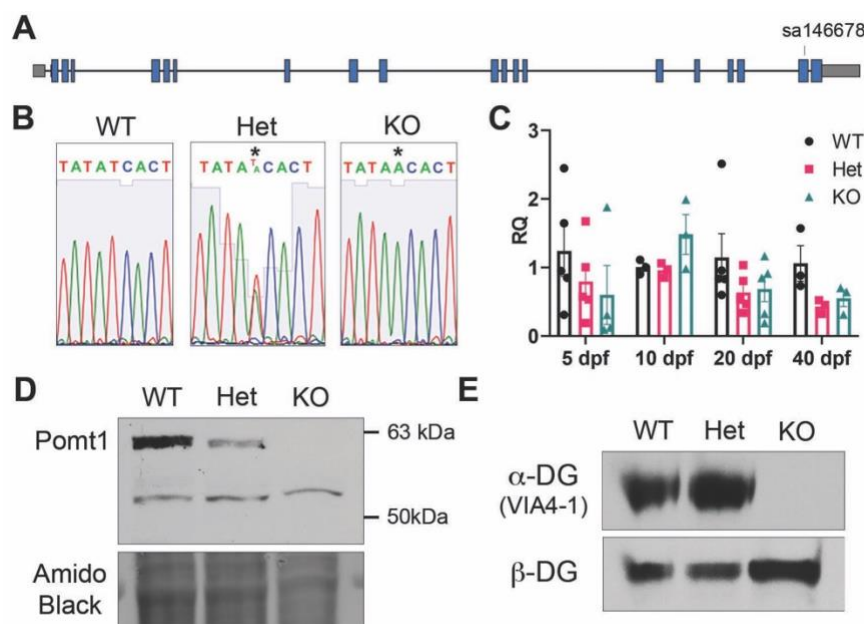 A
sa146678
B
WT Het KO
* *
TATATCACT TATATACACT TATAACACT
C
3
2
1
0
RQ
WT
Het
KO
5 dpf 10 dpf 20 dpf 40 dpf
D
WT Het KO
Pomt1
63 kDa
50kDa
Amido
Black
E
WT Het KO
α-DG
(VIA4-1)
β-DG